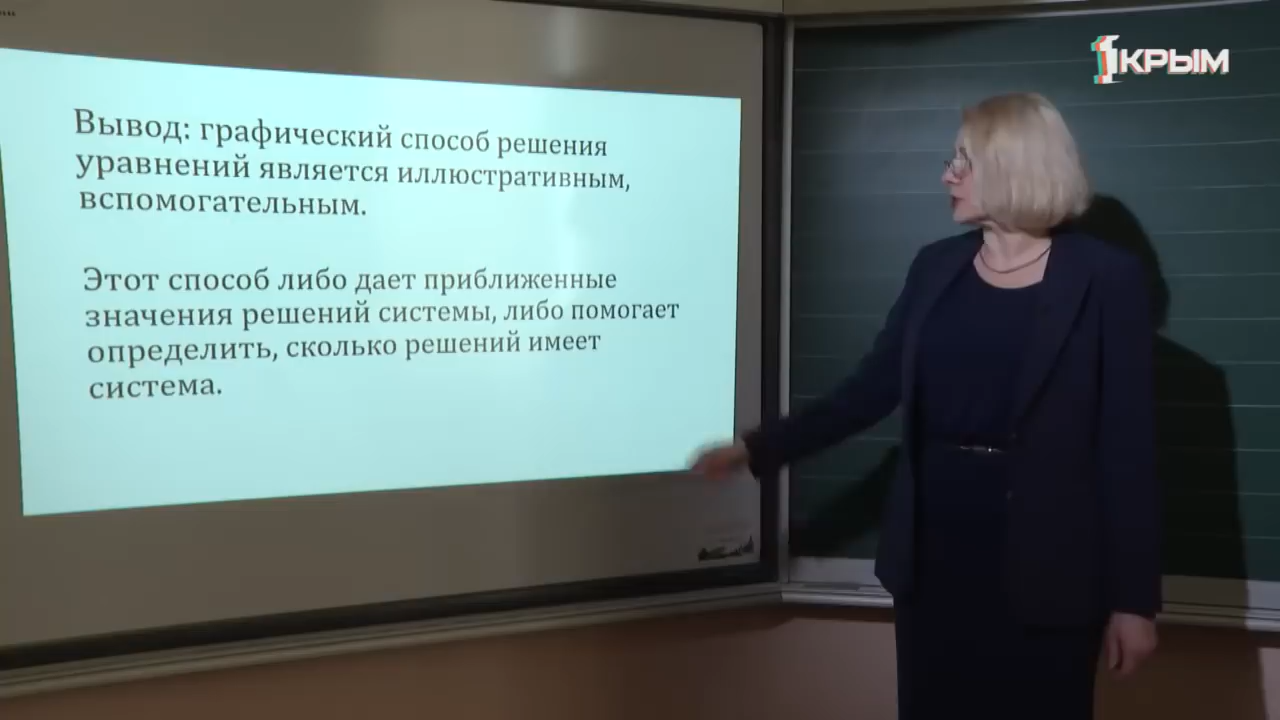 1КРЫМ
Вывод: графический способ решения
уравнений является иллюстративным,
вспомогательным.
Этот способ либо дает приближенные
значения решений системы, либо помогает
определить, сколько решений имеет
система.